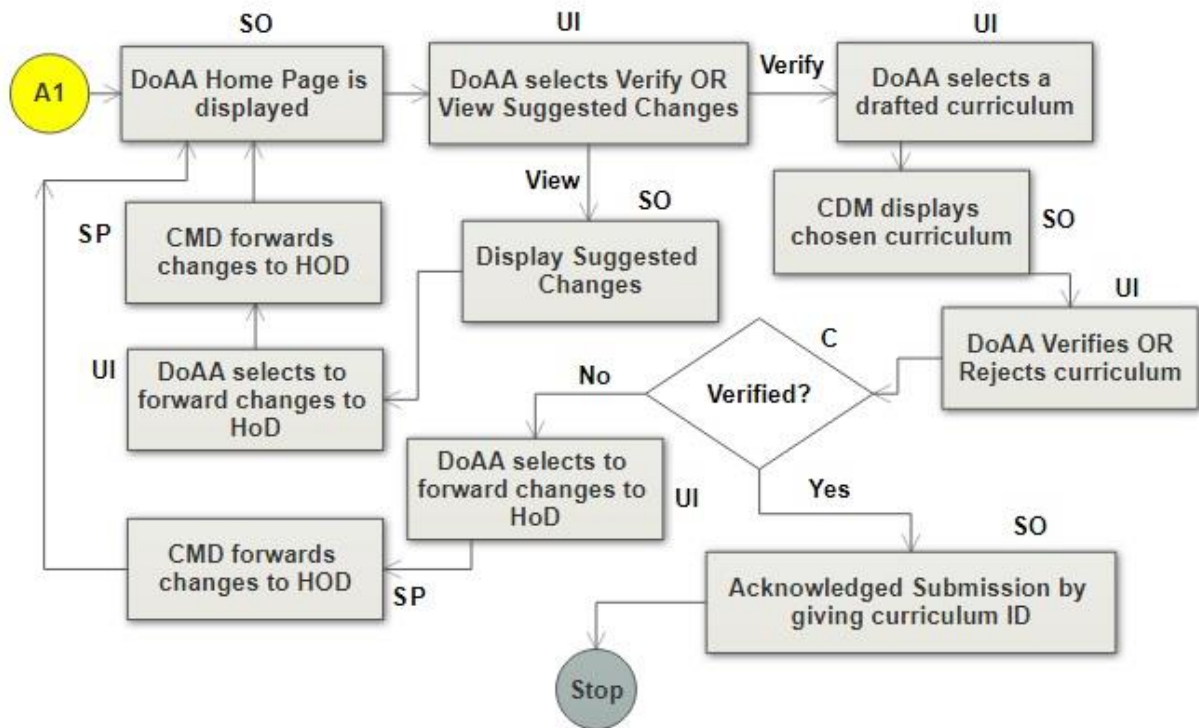 SO
UI
UI
A1
DoAA Home Page is
displayed
DoAA selects Verify OR
View Suggested Changes
Verify
DoAA selects a
drafted curriculum
View
SO
SP
CMD forwards
changes to HOD
Display Suggested
Changes
CDM displays
chosen curriculum
SO
UI
UI
DoAA selects to
forward changes to
HoD
No
C
Verified?
DoAA Verifies OR
Rejects curriculum
DoAA selects to
forward changes to
HoD
UI
Yes
SO
CMD forwards
changes to HOD
SP
Acknowledged Submission by
giving curriculum ID
Stop